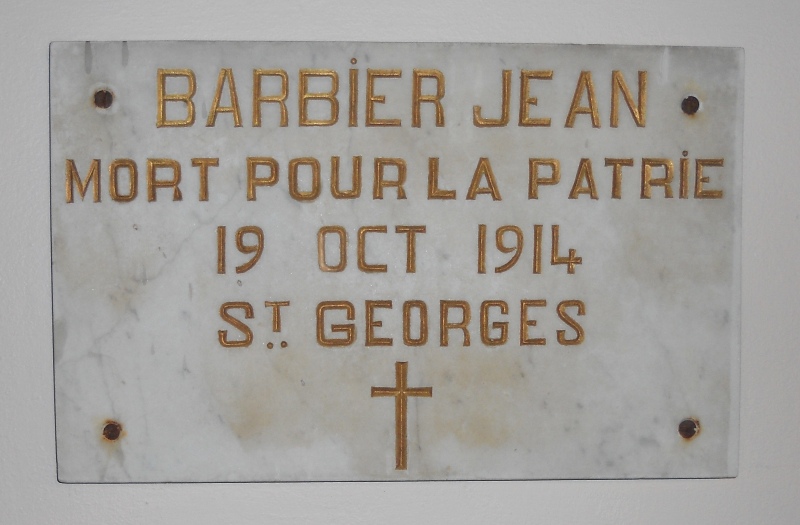 BARBIER JEAN
MORT POUR LA PATRIE
19 OCT 1914
ST. GEORGES